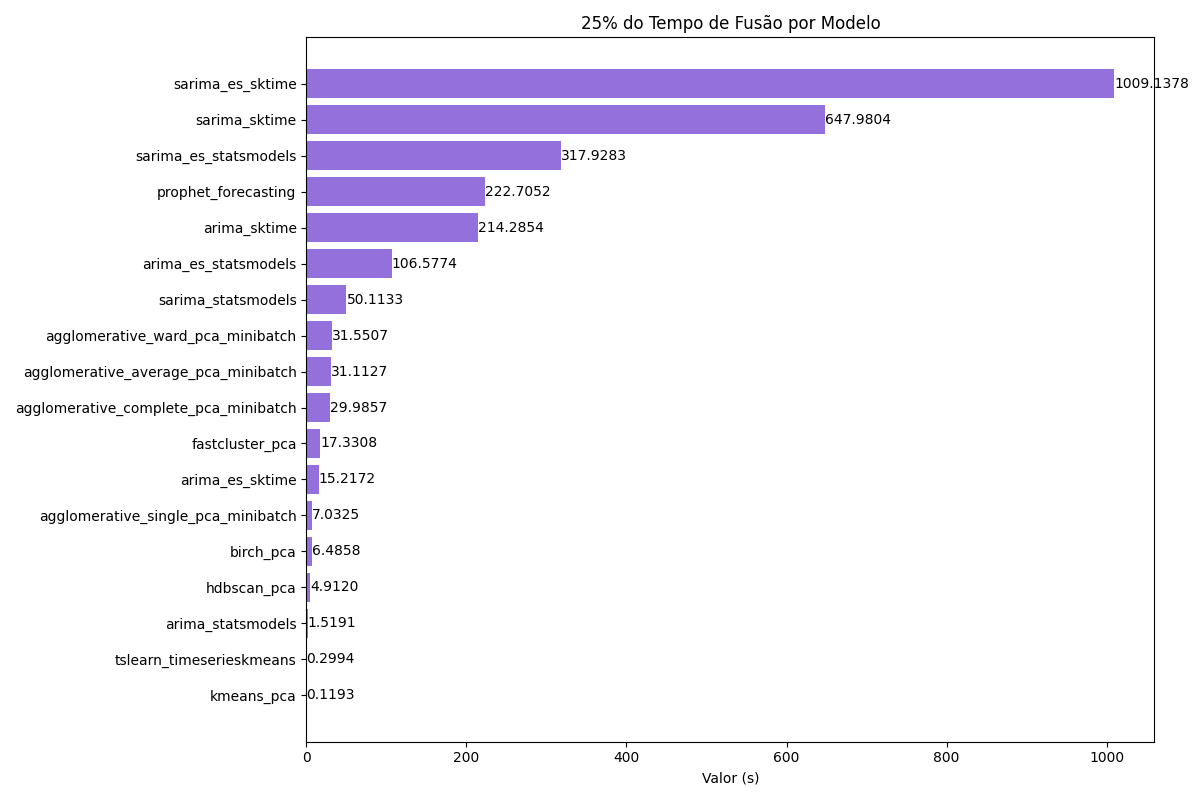 25% do Tempo de Fusão por Modelo
sarima_es_sktime 1009.1378
sarima_sktime 647.9804
sarima_es_statsmodels 317.9283
prophet_forecasting 222.7052
arima_sktime 214.2854
arima_es_statsmodels 106.5774
sarima_statsmodels 50.1133
agglomerative_ward_pca_minibatch 31.5507
agglomerative_average_pca_minibatch 31.1127
agglomerative_complete_pca_minibatch 29.9857
fastcluster_pca 17.3308
arima_es_sktime 15.2172
agglomerative_single_pca_minibatch 7.0325
birch_pca 6.4858
hdbscan_pca 4.9120
arima_statsmodels 1.5191
tslearn_timeserieskmeans 0.2994
kmeans_pca 0.1193
0 200 400 600 800 1000
Valor (s)